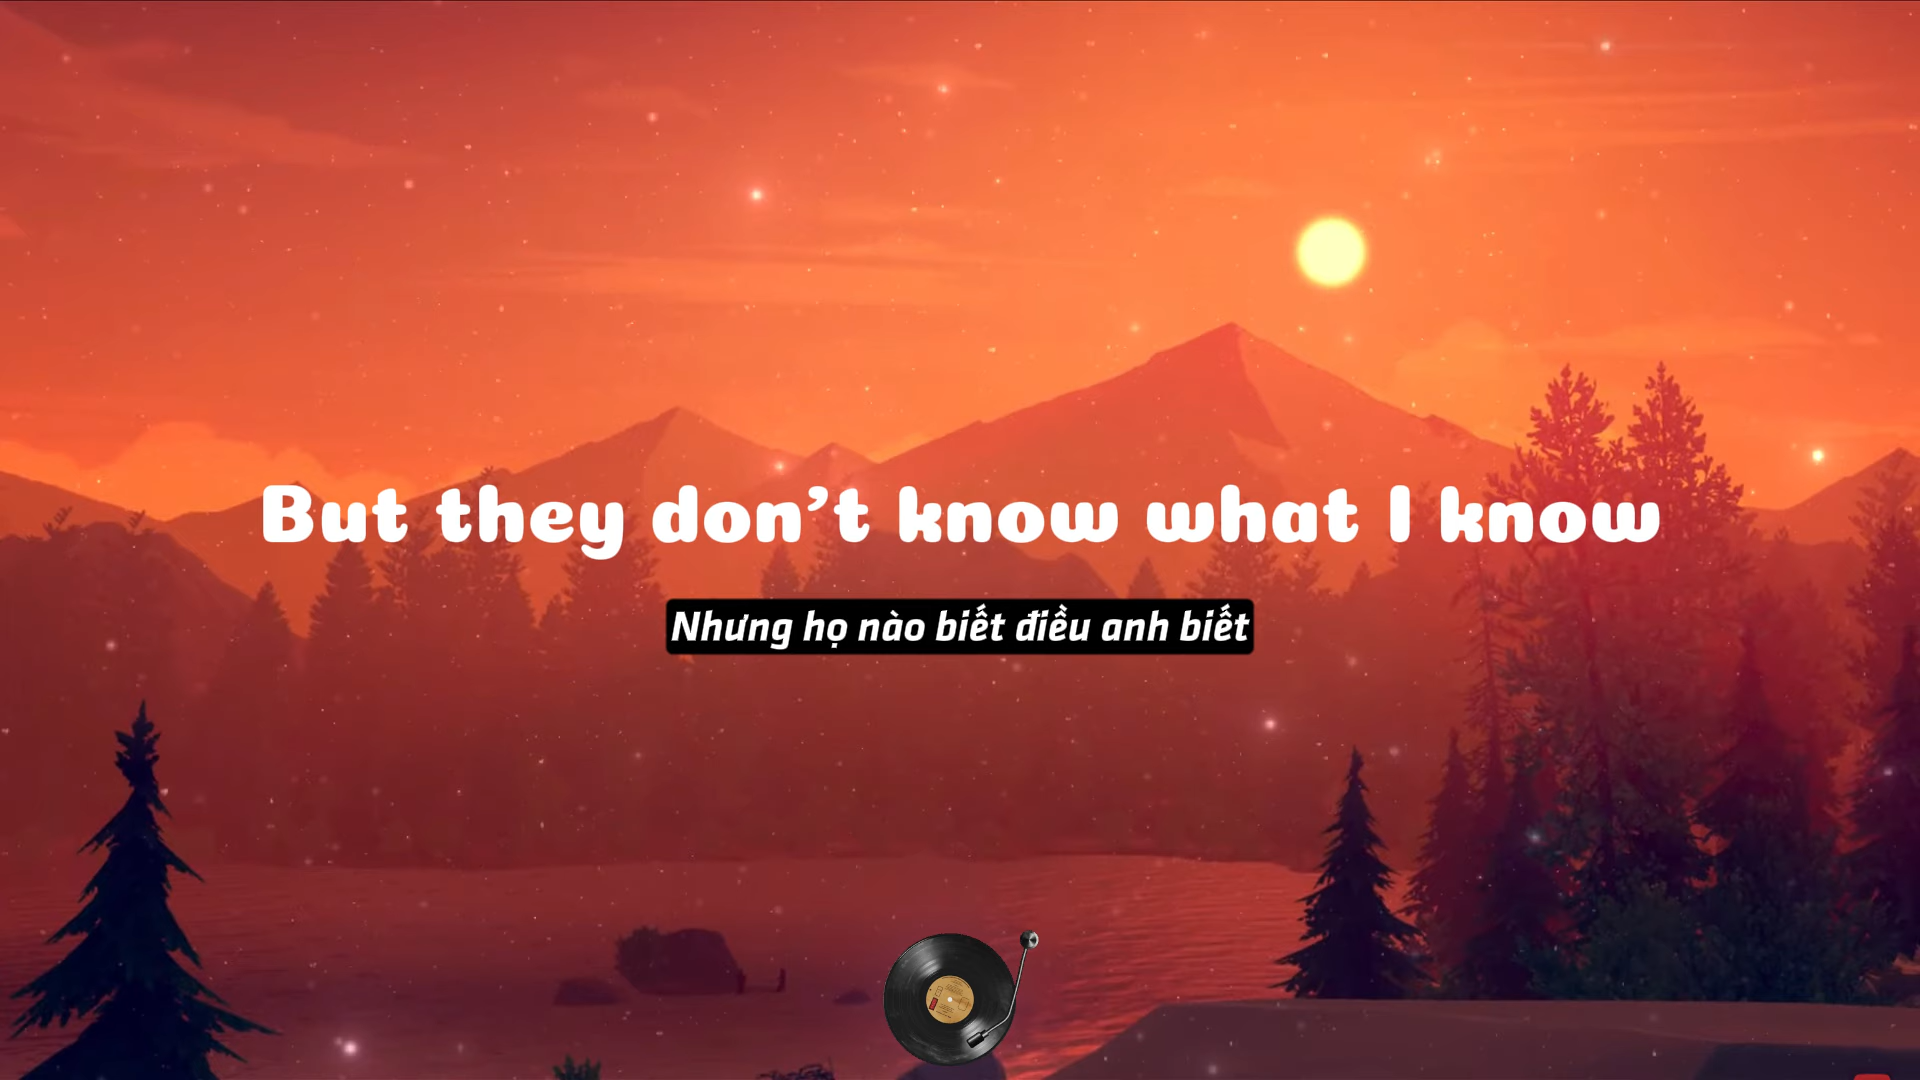 But they don’t know what I know
Nhưng họ nào biết điều anh biết